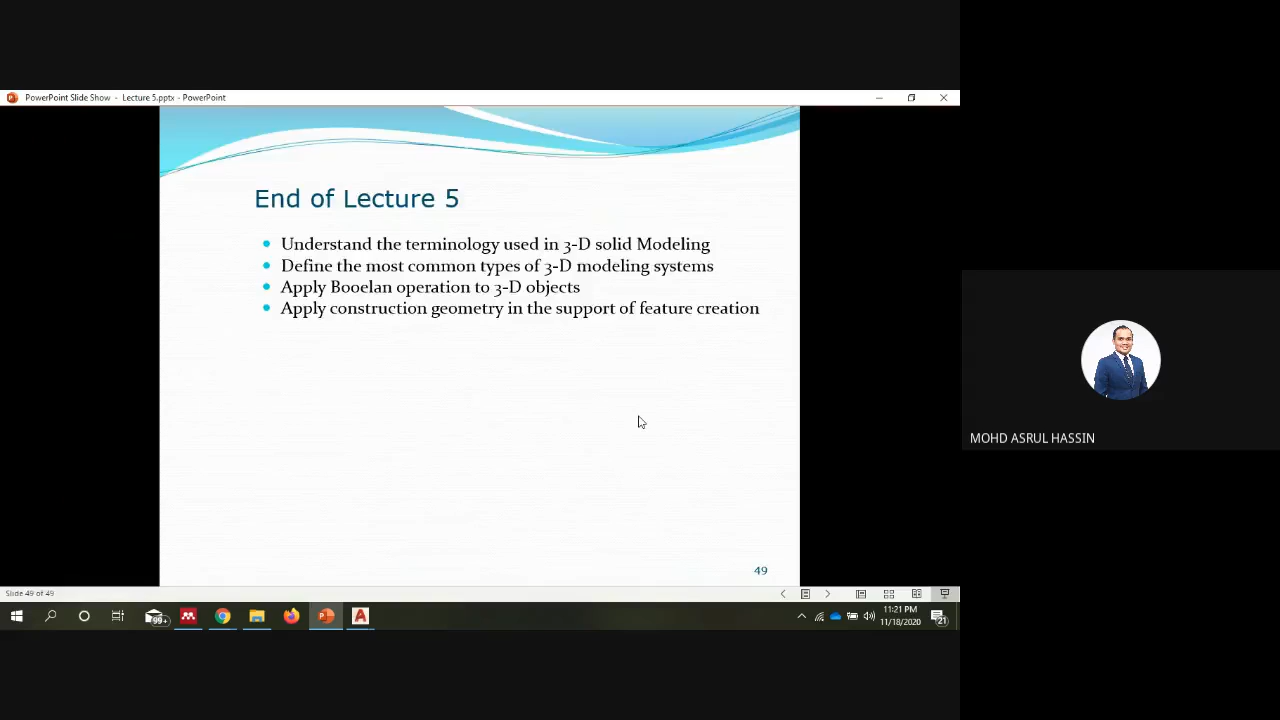 PowerPoint Slide Show - Lecture 5.pptx - PowerPoint
End of Lecture 5
Understand the terminology used in 3-D solid Modeling
Define the most common types of 3-D modeling systems
Apply Booelan operation to 3-D objects
Apply construction geometry in the support of feature creation
MOHD ASRUL HASSIN
49
Slide 49 of 49
99+
11:21 PM
11/18/2020
21